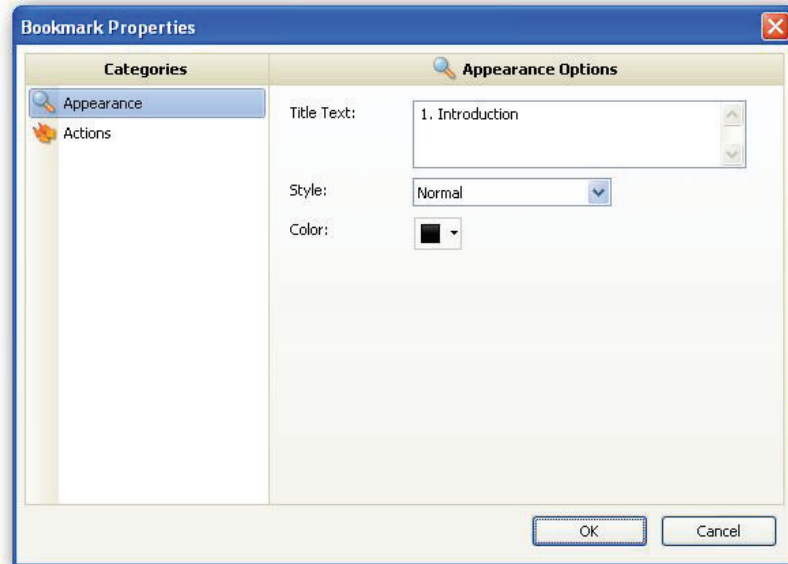 Bookmark Properties
Categories
Appearance Options
Appearance
Actions
Title Text:
1. Introduction
Style:
Normal
Color:
OK
Cancel